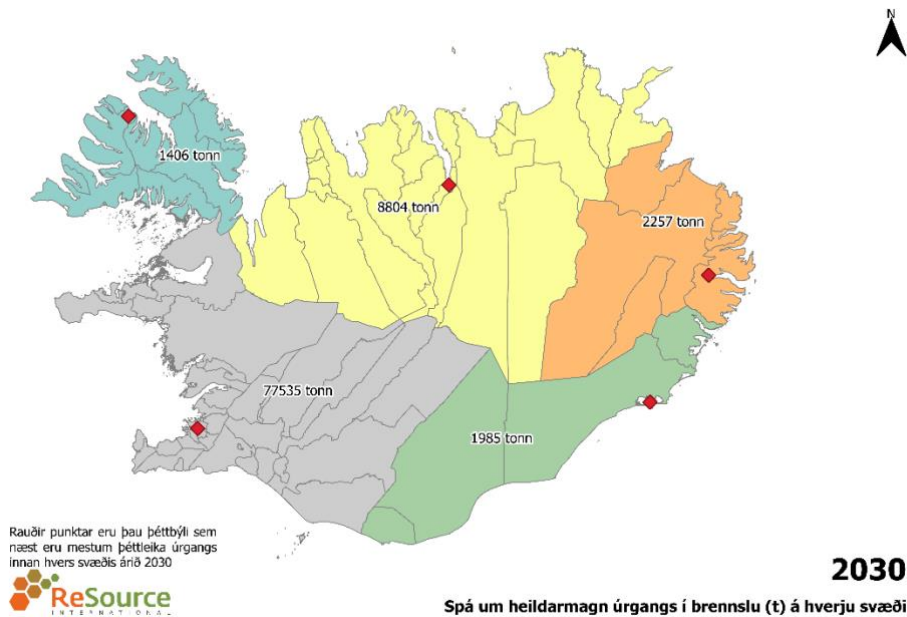 N
1406 tonn
8804 tonn
2257 tonn
77535 tonn
1985 tonn
Rauðir punktar eru þau þéttbýli sem
næst eru mestum þéttleika úrgangs
innan hvers svæðis árið 2030
ReSource
INTERNATIONAL
2030
Spá um heildarmagn úrgangs í brennslu (t) á hverju svæði